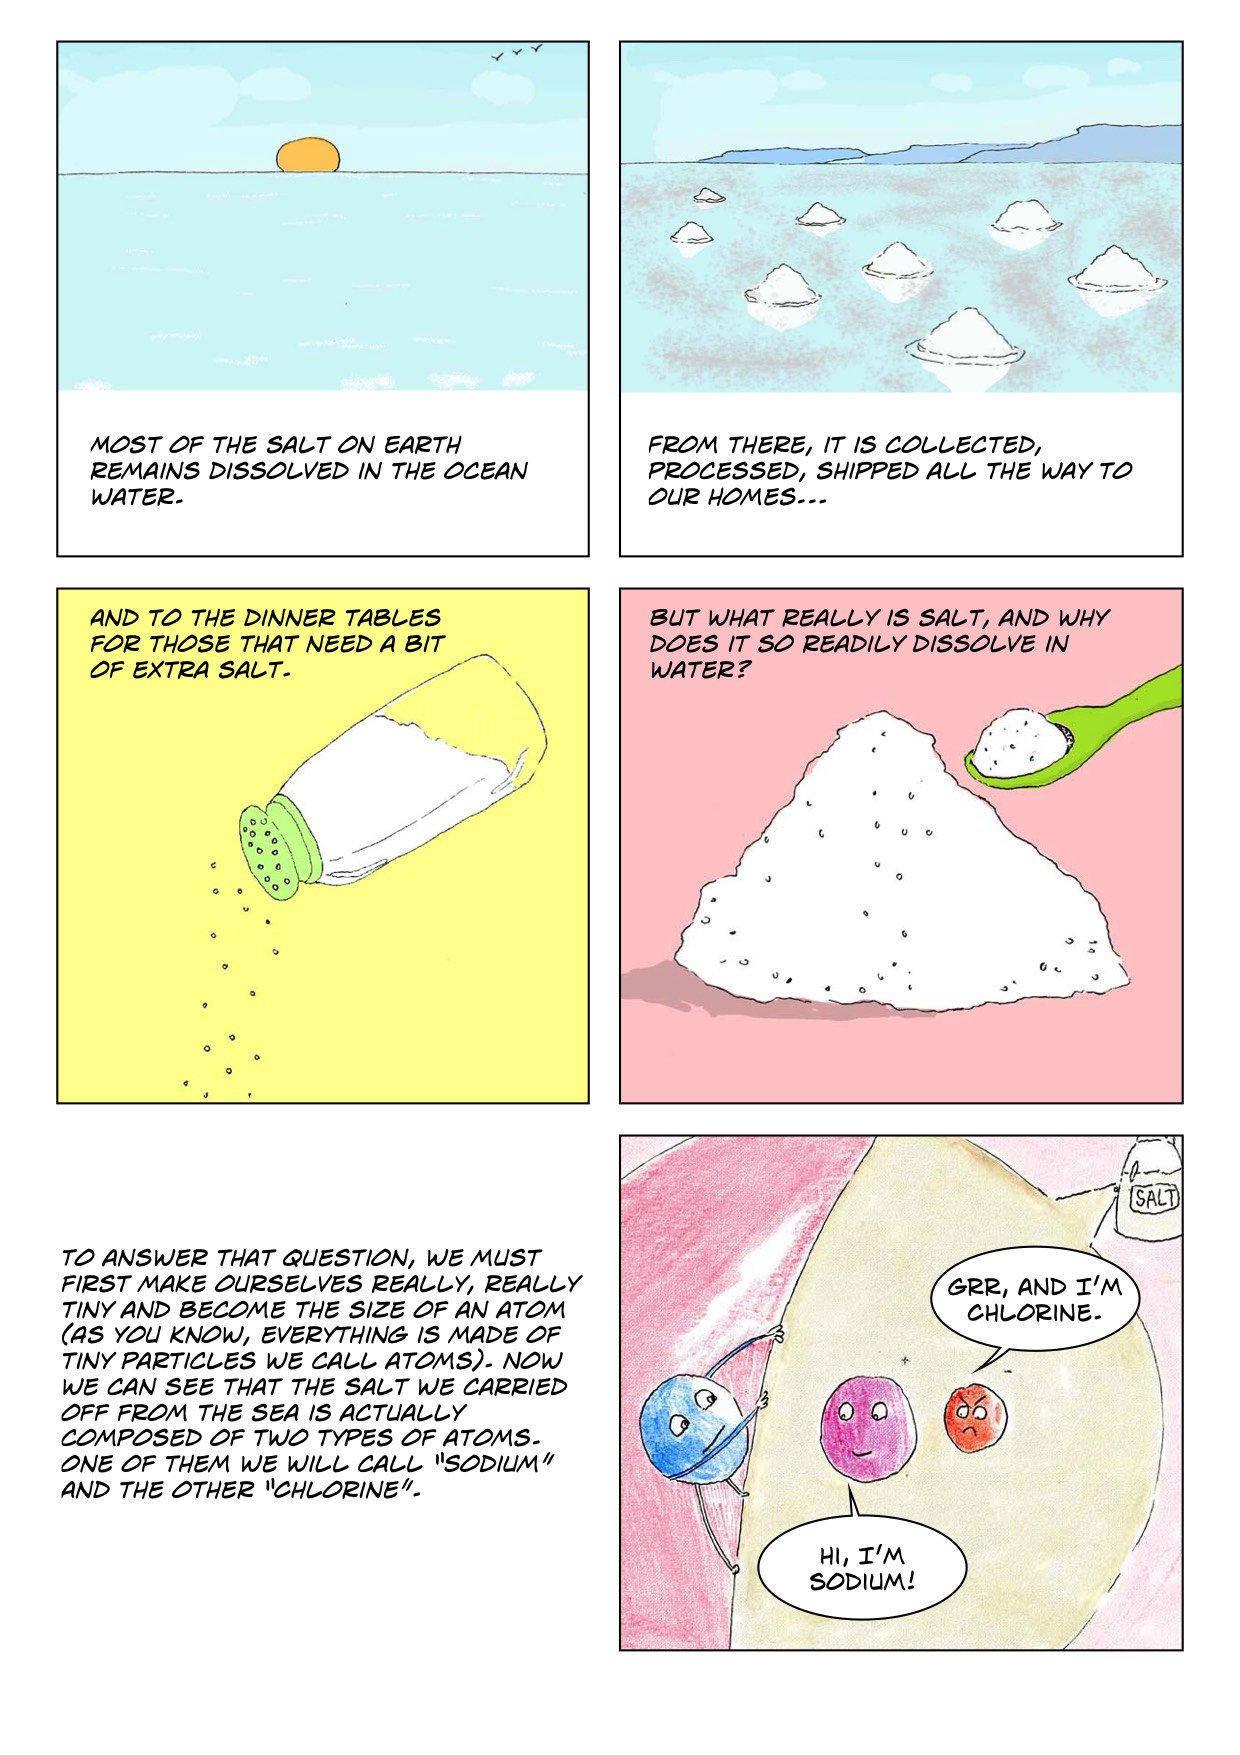 MOST OF THE SALT ON EARTH
REMAINS DISSOLVED IN THE OCEAN
WATER.
FROM THERE, IT IS COLLECTED,
PROCESSED, SHIPPED ALL THE WAY TO
OUR HOMES...
AND TO THE DINNER TABLES
FOR THOSE THAT NEED A BIT
OF EXTRA SALT.
BUT WHAT REALLY IS SALT, AND WHY
DOES IT SO READILY DISSOLVE IN
WATER?
TO ANSWER THAT QUESTION, WE MUST
FIRST MAKE OURSELVES REALLY, REALLY
TINY AND BECOME THE SIZE OF AN ATOM
(AS YOU KNOW, EVERYTHING IS MADE OF
TINY PARTICLES WE CALL ATOMS). NOW
WE CAN SEE THAT THE SALT WE CARRIED
OFF FROM THE SEA IS ACTUALLY
COMPOSED OF TWO TYPES OF ATOMS.
ONE OF THEM WE WILL CALL "SODIUM"
AND THE OTHER "CHLORINE".
SALT
GRR, AND I'M
CHLORINE.
HI, I'M
SODIUM!